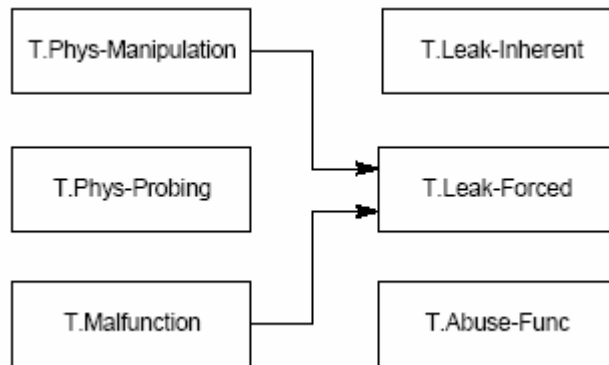 T.Phys-Manipulation
T.Leak-Inherent
T.Phys-Probing
T.Leak-Forced
T.Malfunction
T.Abuse-Func